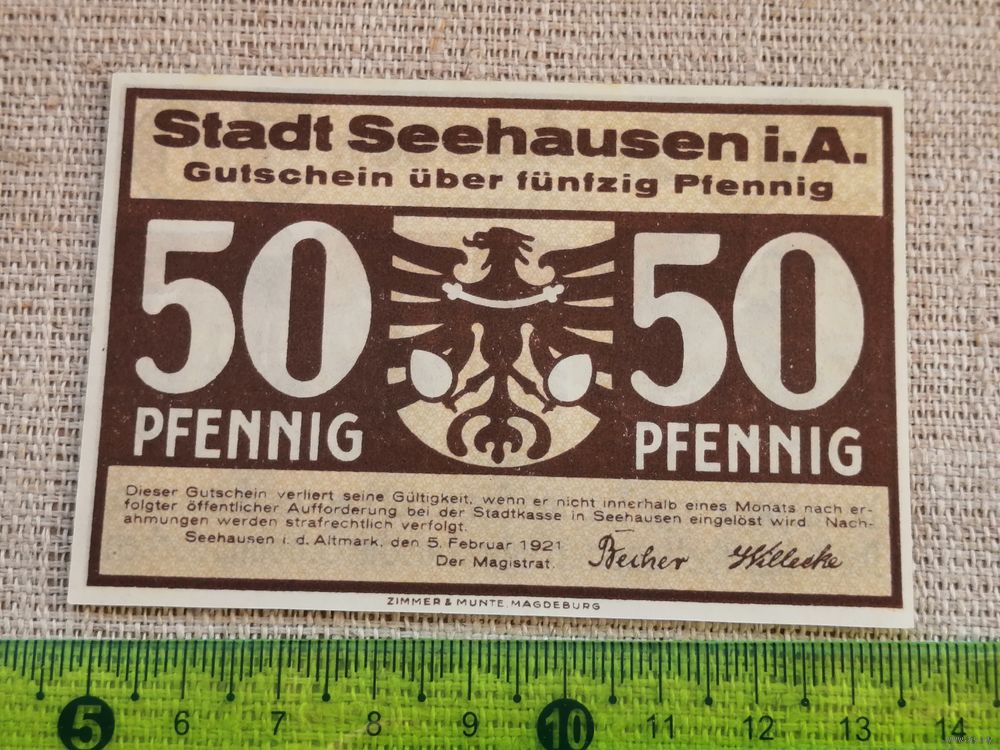 Stadt Seehausen i.A.
Gutschein über fünfzig Pfennig
50 50
PFENNIG PFENNIG
Dieser Gutschein verliert seine Gültigkeit, wenn er nicht innerhalb eines Monats nach er-
folgter öffentlicher Aufforderung bei der Stadtkasse in Seehausen eingelöst wird. Nach-
ahmungen werden strafrechtlich verfolgt.
Seehausen i. d. Altmark, den 5. Februar 1921
Der Magistrat. Becher Willecke
ZIMMER & MUNTE, MAGDEBURG
5 6 7 8 9 10 11 12 13 14